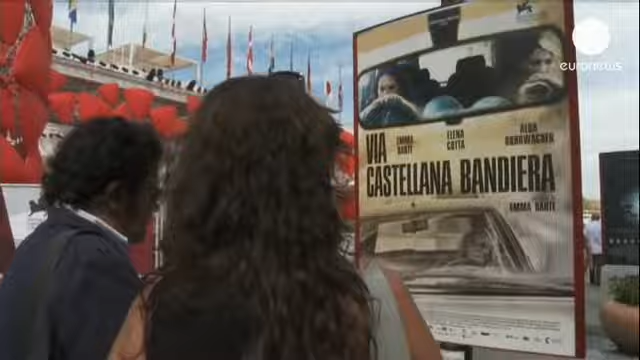 euronews
EMMA
DANTE
ELENA
COTTA
ALBA
ROHRWACHER
VIA
CASTELLANA BANDIERA
EMMA DANTE